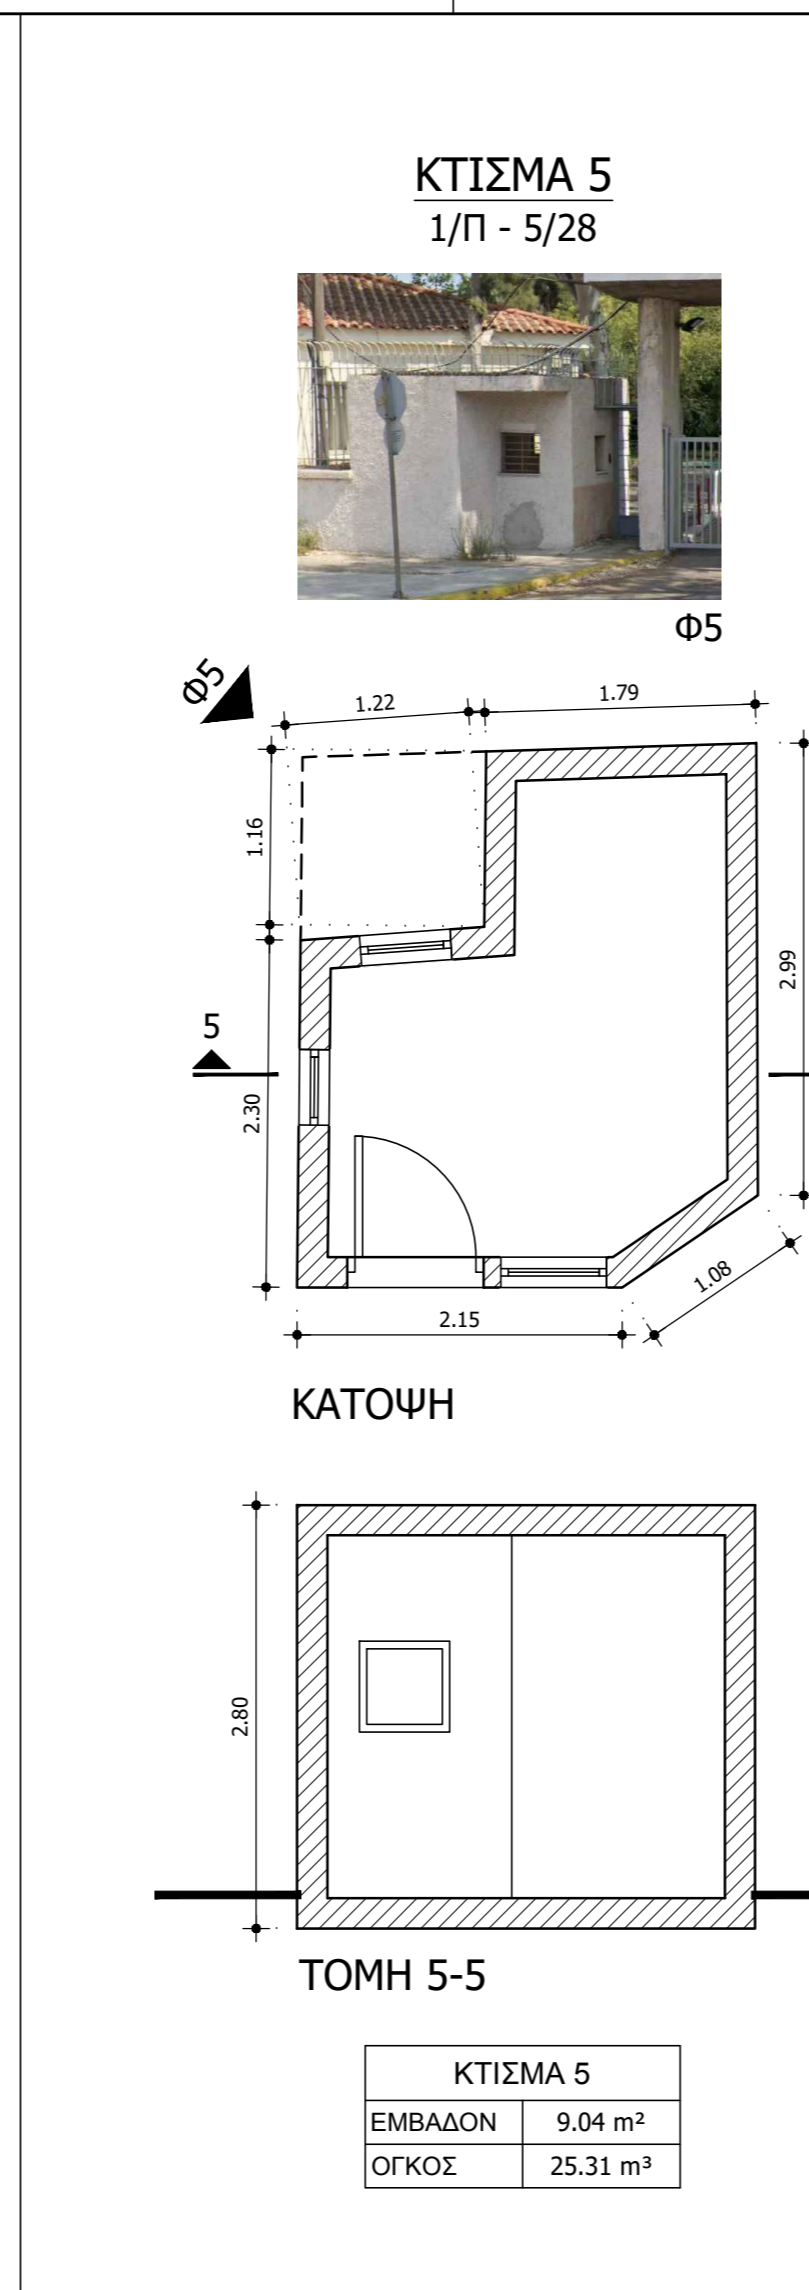 ΚΤΙΣΜΑ 5
1/Π - 5/28
Φ5
Φ5
1.22
1.79
1.16
2.99
5
2.30
1.08
2.15
ΚΑΤΟΨΗ
2.80
ΤΟΜΗ 5-5
ΚΤΙΣΜΑ 5
ΕΜΒΑΔΟΝ 9.04 m²
ΟΓΚΟΣ 25.31 m³